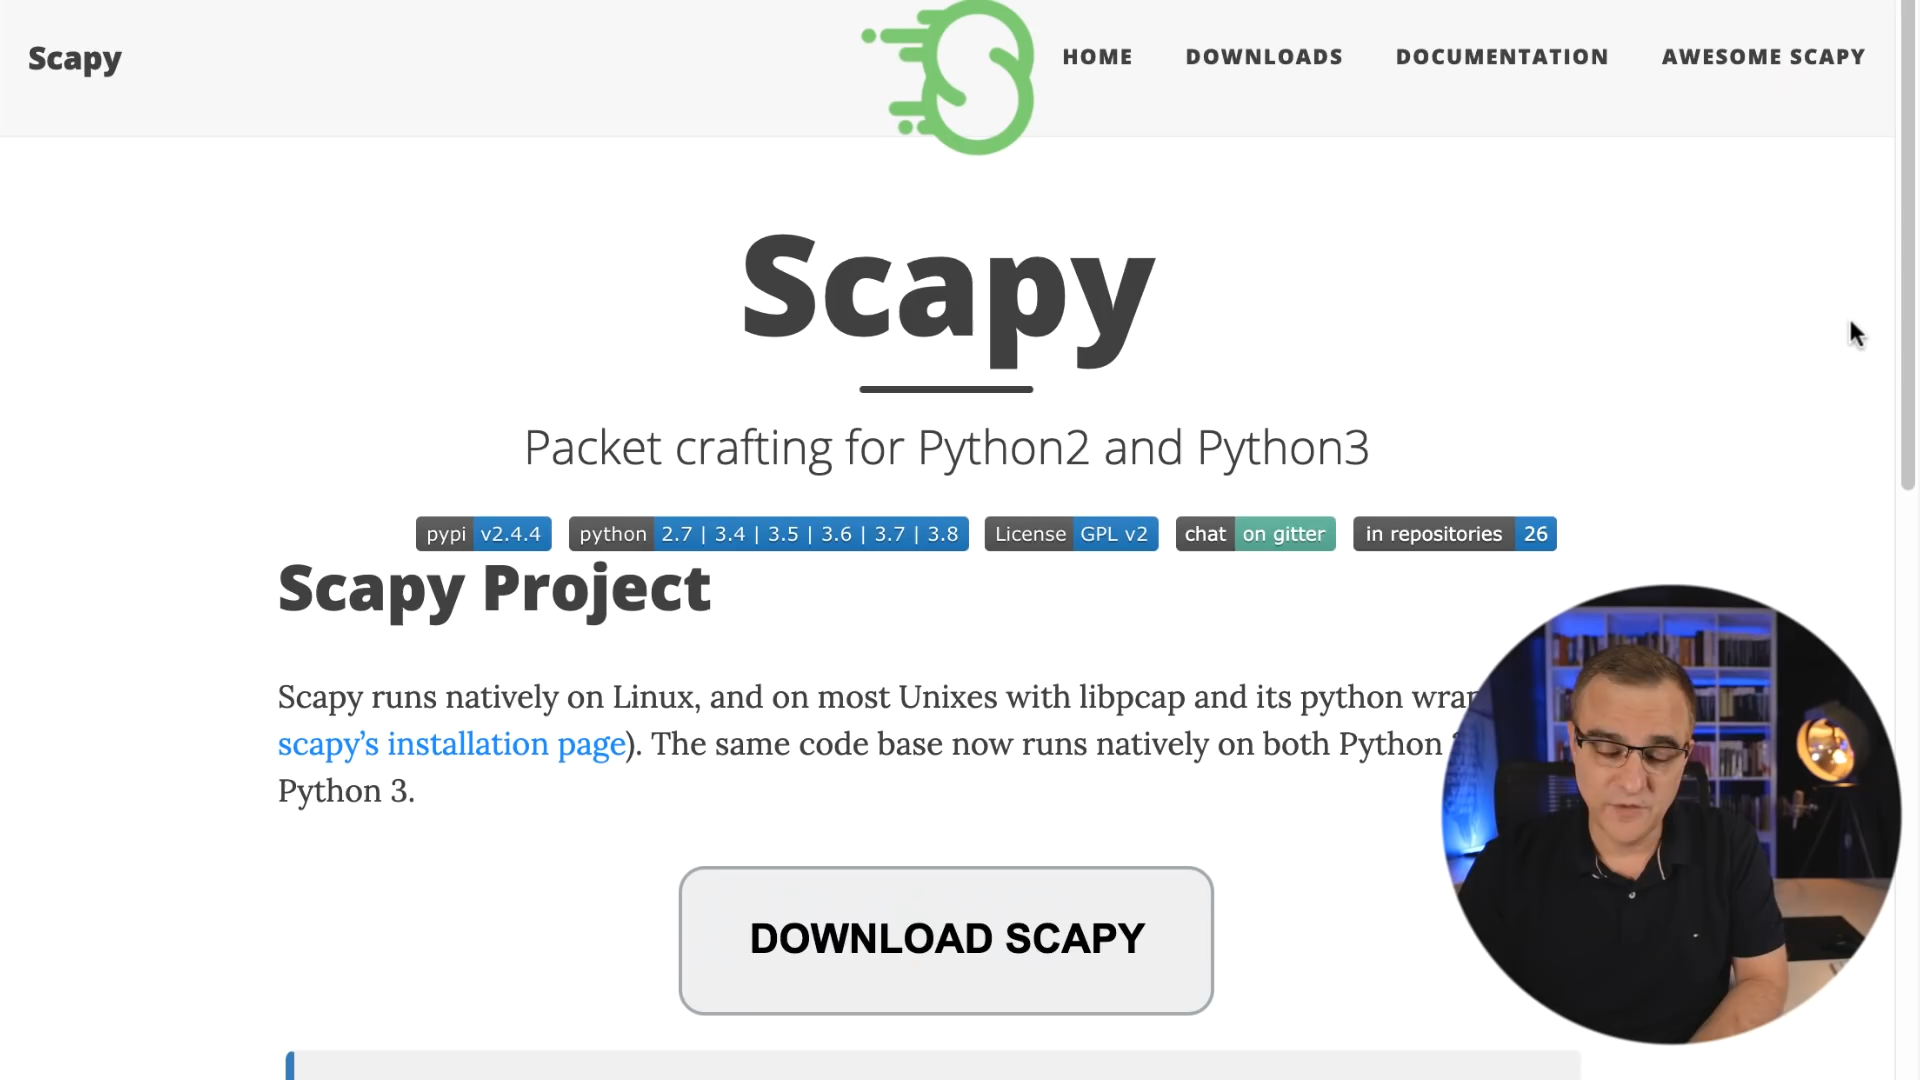 Scapy
HOME DOWNLOADS DOCUMENTATION AWESOME SCAPY
Scapy
Packet crafting for Python2 and Python3
pypi v2.4.4 python 2.7 | 3.4 | 3.5 | 3.6 | 3.7 | 3.8 License GPL v2 chat on gitter in repositories 26
Scapy Project
Scapy runs natively on Linux, and on most Unixes with libpcap and its python
scapy’s installation page). The same code base now runs natively on both Python
Python 3.
DOWNLOAD SCAPY